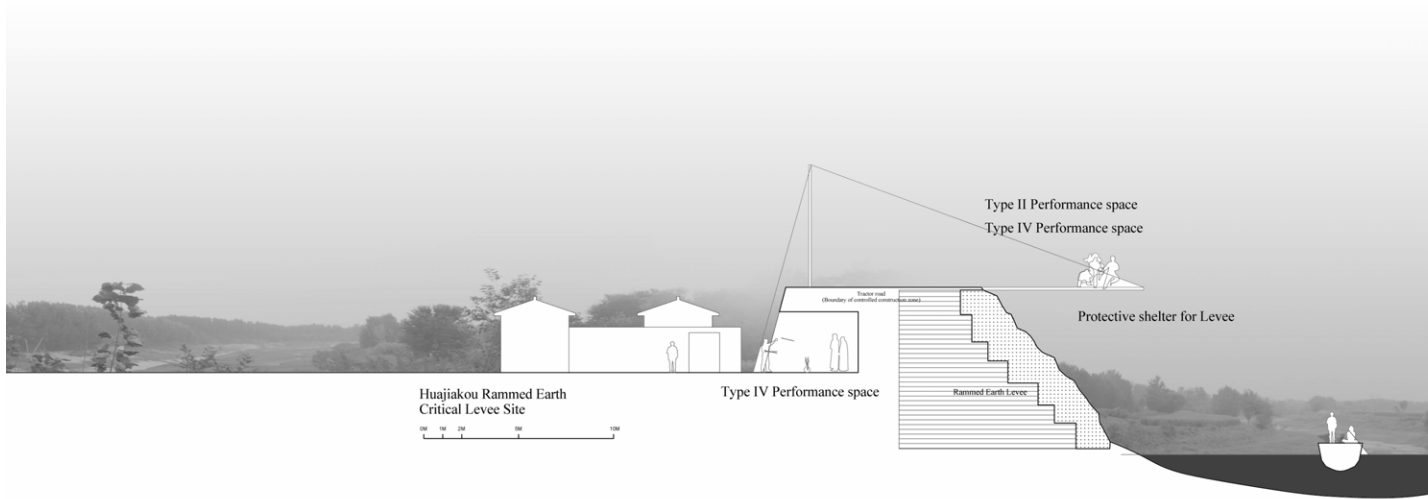 Type II Performance space
Type IV Performance space
Tractor road
(Boundary of controlled construction zone)
Protective shelter for Levee
Huajiakou Rammed Earth
Critical Levee Site
Type IV Performance space
Rammed Earth Levee
0M 1M 2M 5M 10M